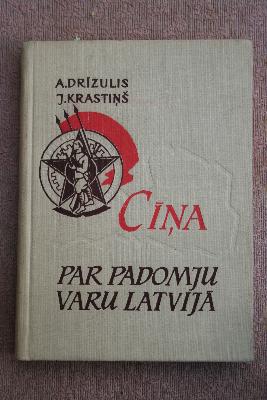 A.DRĪZULIS
J.KRASTIŅŠ
CĪŅA
PAR PADOMJU
VARU LATVIJĀ